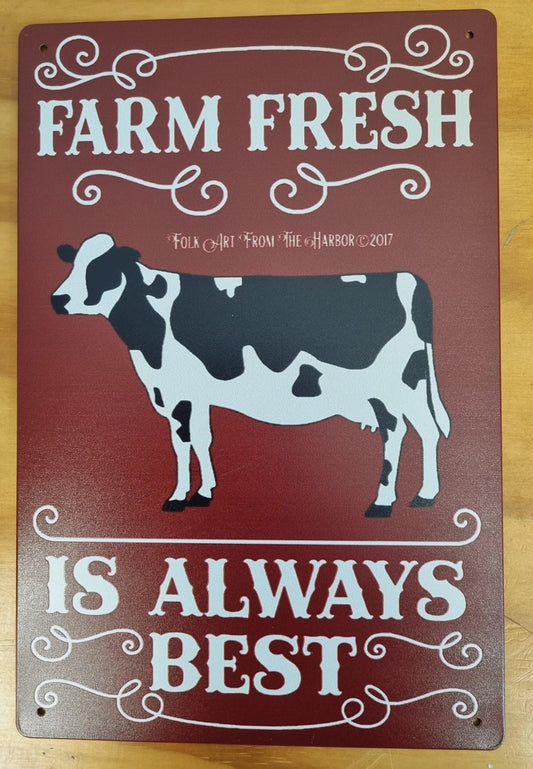 FARM FRESH
FOLK ART FROM THE HARBOR©2017
IS ALWAYS
BEST